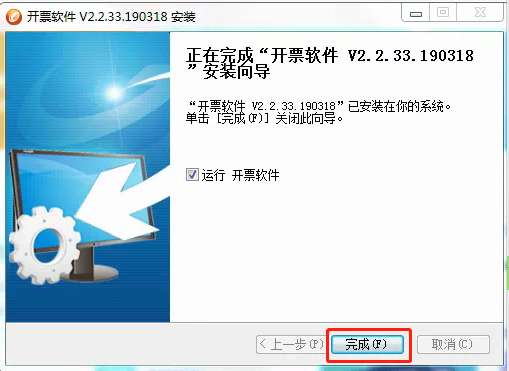 开票软件 V2.2.33.190318 安装
正在完成“开票软件 V2.2.33.190318
”安装向导
“开票软件 V2.2.33.190318”已安装在你的系统。
单击 [完成(F)] 关闭此向导。
运行 开票软件
< 上一步(P) 完成(F) 取消(C)